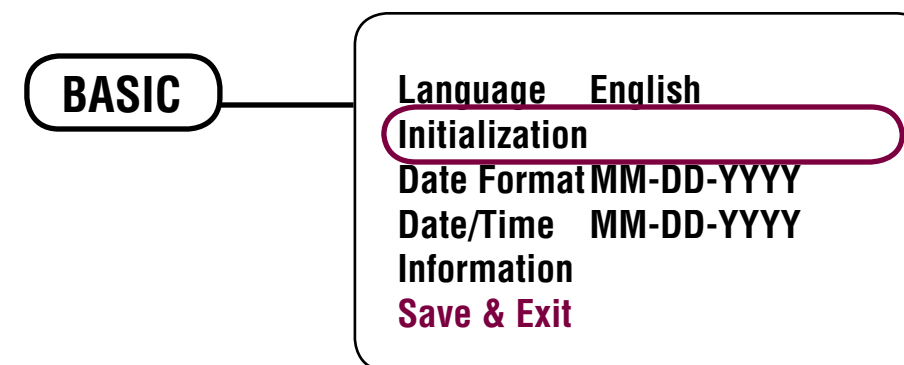 BASIC
Language English
Initialization
Date Format MM-DD-YYYY
Date/Time MM-DD-YYYY
Information
Save & Exit